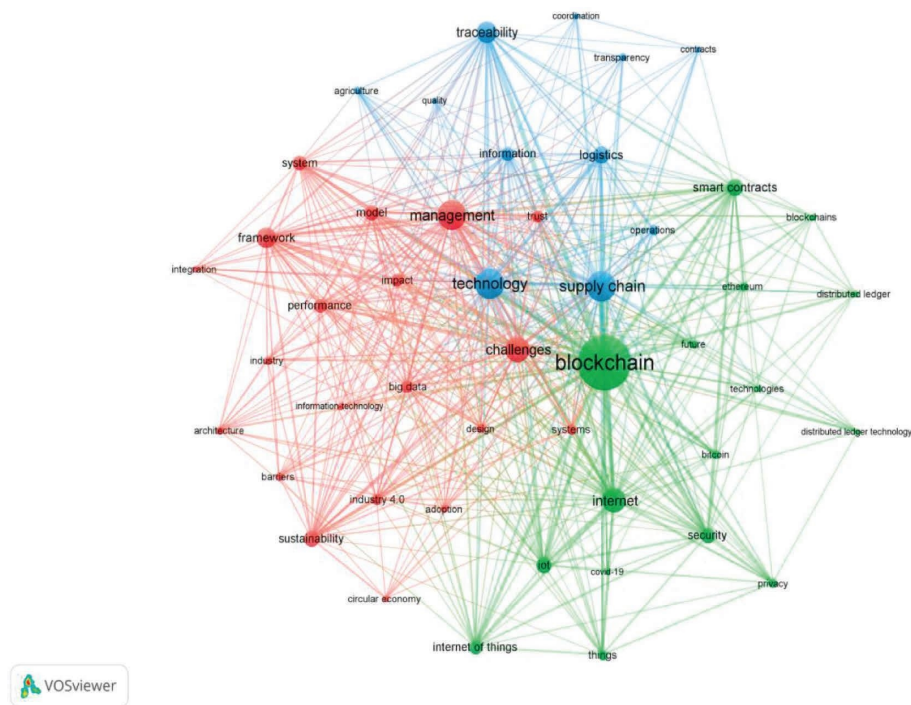 coordination
traceability
contracts
transparency
agriculture
quality
information
logistics
system
smart contracts
model
management
trust
blockchains
operations
framework
integration
impact
technology
supply chain
ethereum
distributed ledger
performance
future
challenges
industry
blockchain
big data
technologies
information-technology
architecture
design
systems
distributed ledger technology
bitcoin
barriers
industry 4.0
internet
adoption
sustainability
security
iot
covid-19
privacy
circular economy
internet of things
things
VOSviewer